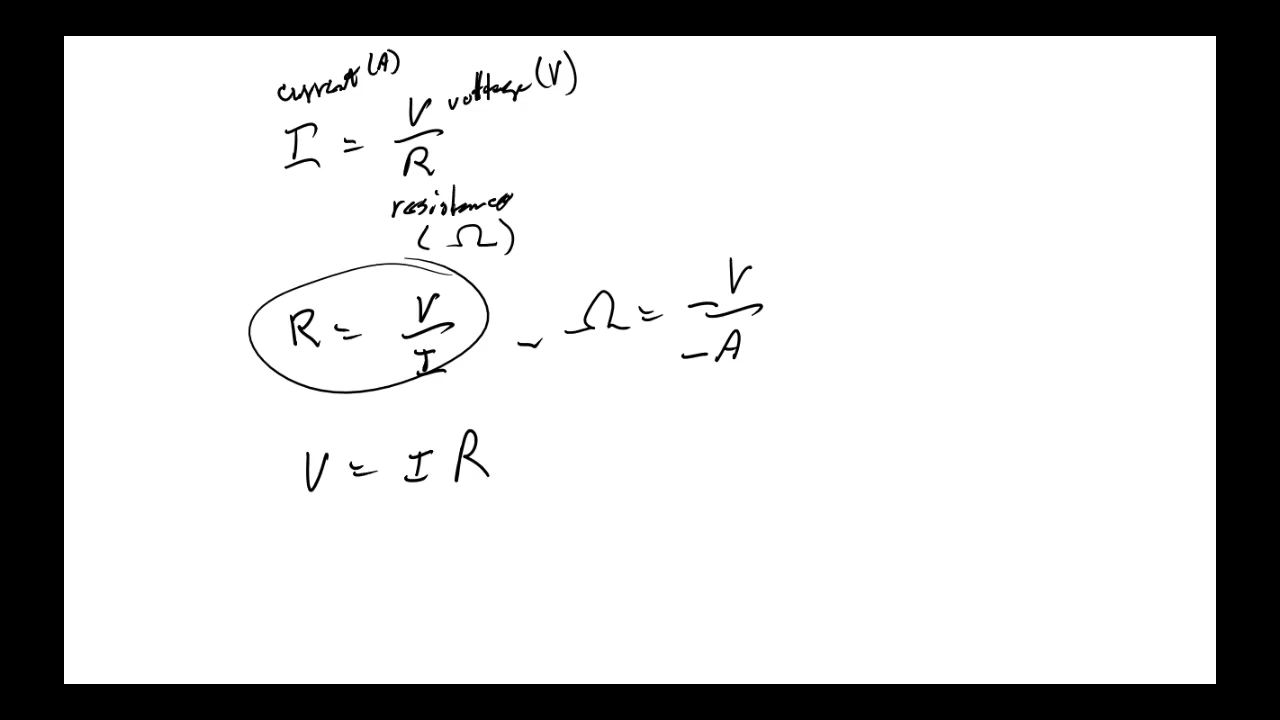 current (A)
voltage (V)
I = V/R
resistance
(Ω)
R = V/I - Ω = -V/-A
V = I R